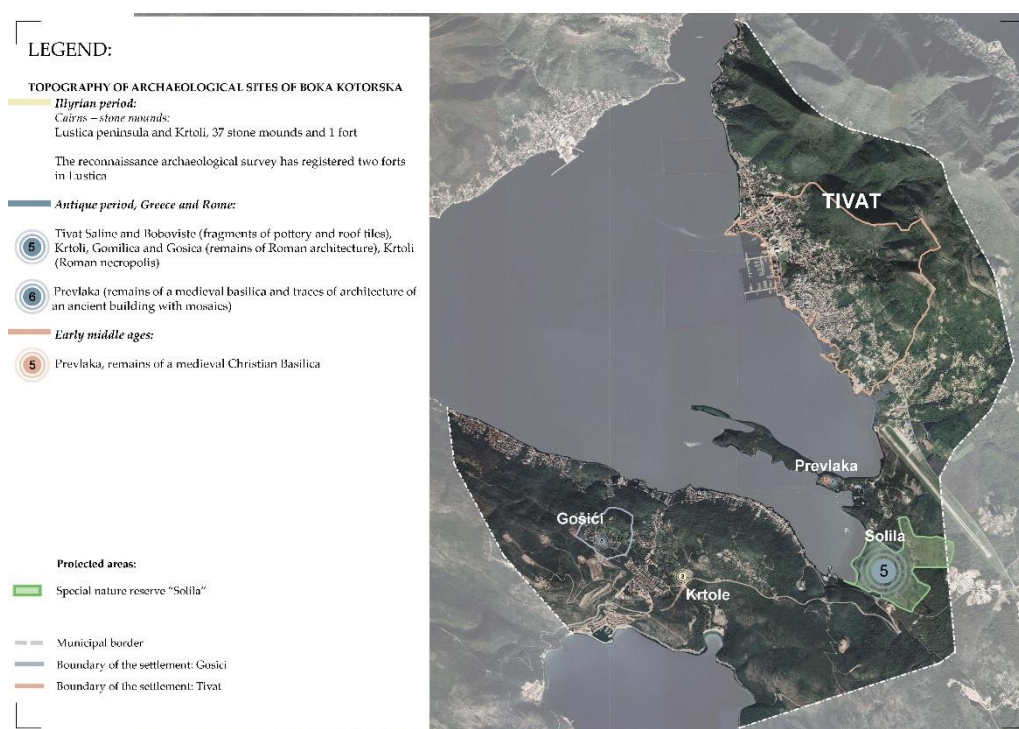 LEGEND:
TOPOGRAPHY OF ARCHAEOLOGICAL SITES OF BOKA KOTORSKA
Illyrian period:
Cairns – stone mounds:
Lustica peninsula and Krtoli, 37 stone mounds and 1 fort
The reconnaissance archaeological survey has registered two forts
in Lustica
Antique period, Greece and Rome:
5
Tivat Saline and Boboviste (fragments of pottery and roof tiles),
Krtoli, Gomilica and Gosica (remains of Roman architecture), Krtoli
(Roman necropolis)
6
Prevlaka (remains of a medieval basilica and traces of architecture of
an ancient building with mosaics)
Early middle ages:
5
Prevlaka, remains of a medieval Christian Basilica
Protected areas:
Special nature reserve "Solila"
Municipal border
Boundary of the settlement: Gosici
Boundary of the settlement: Tivat
TIVAT
Prevlaka
Gošići
Solila
5
Krtole